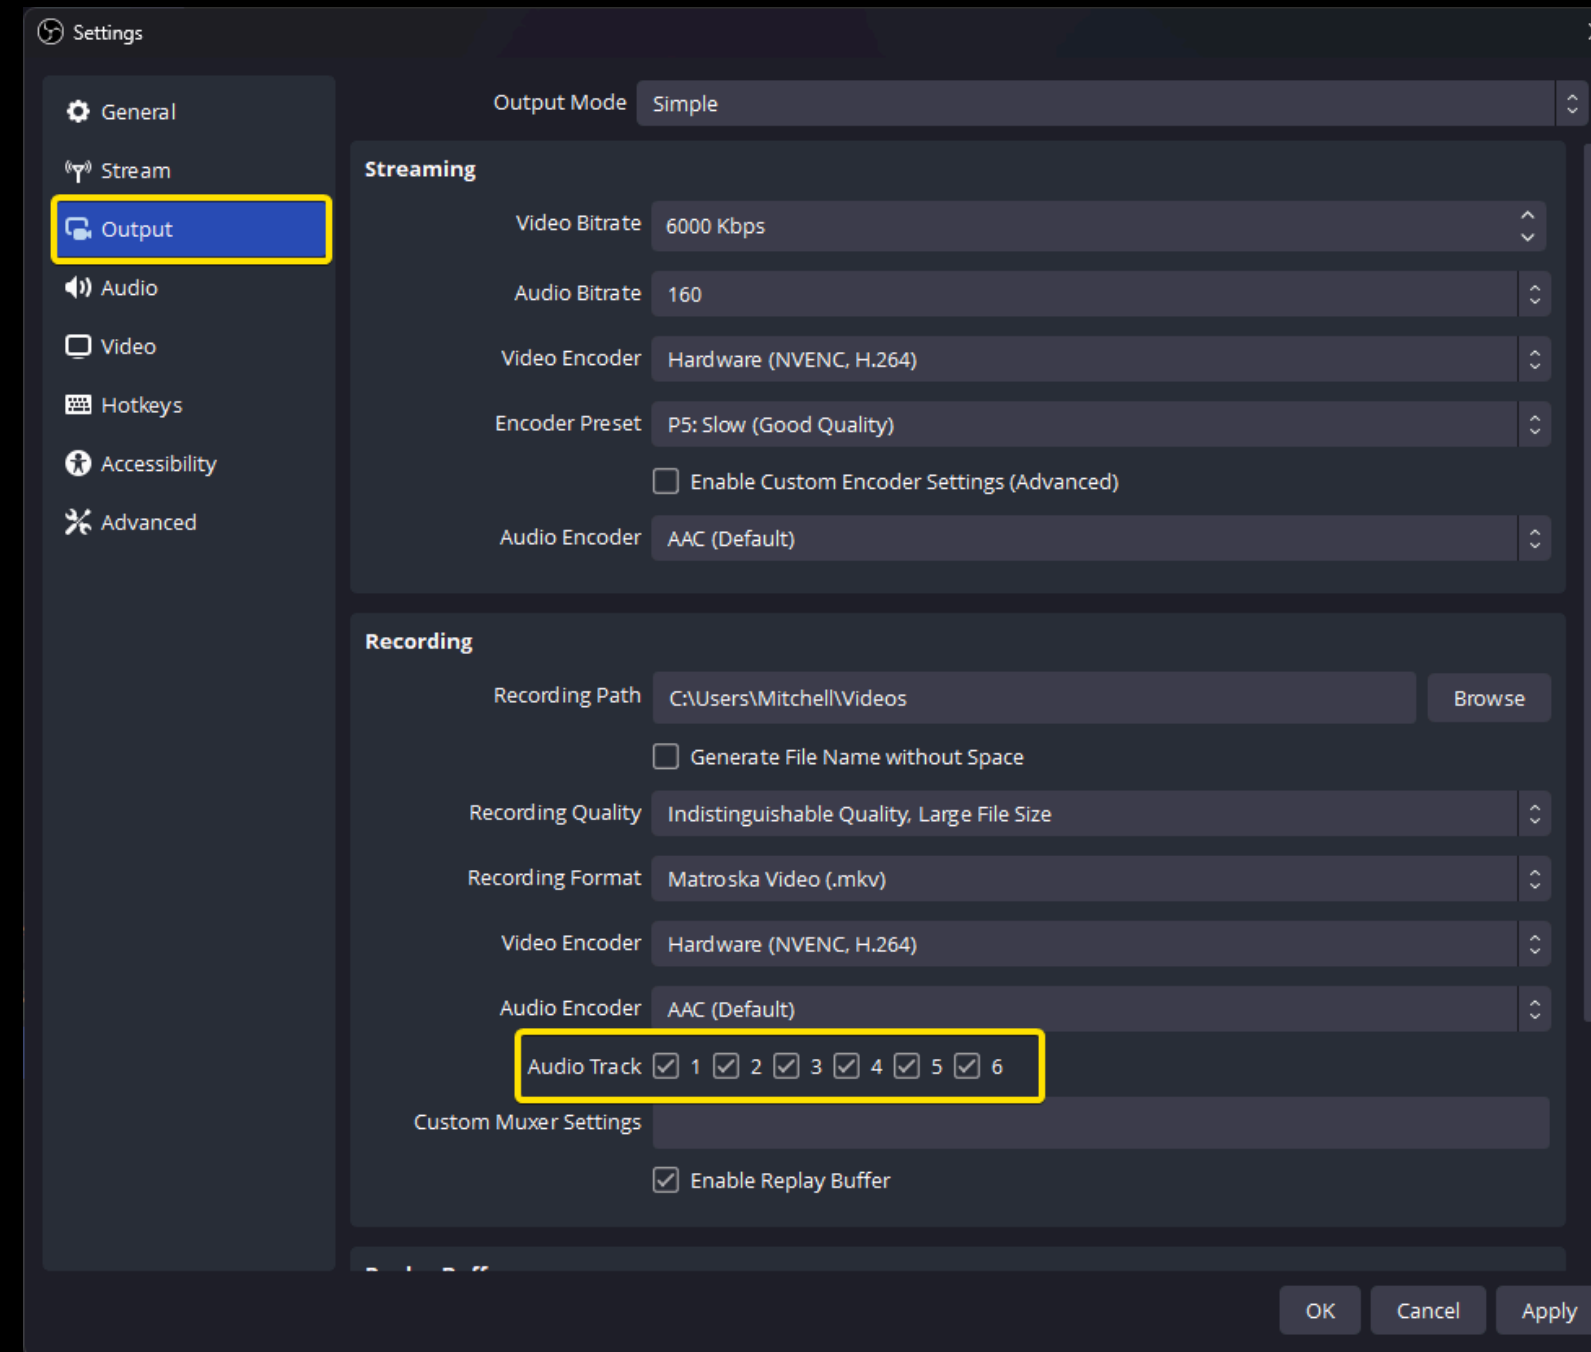 Settings
General
Stream
Output
Audio
Video
Hotkeys
Accessibility
Advanced
Output Mode Simple
Streaming
Video Bitrate 6000 Kbps
Audio Bitrate 160
Video Encoder Hardware (NVENC, H.264)
Encoder Preset P5: Slow (Good Quality)
Enable Custom Encoder Settings (Advanced)
Audio Encoder AAC (Default)
Recording
Recording Path C:\Users\Mitchell\Videos Browse
Generate File Name without Space
Recording Quality Indistinguishable Quality, Large File Size
Recording Format Matroska Video (.mkv)
Video Encoder Hardware (NVENC, H.264)
Audio Encoder AAC (Default)
Audio Track 1 2 3 4 5 6
Custom Muxer Settings
Enable Replay Buffer
OK Cancel Apply